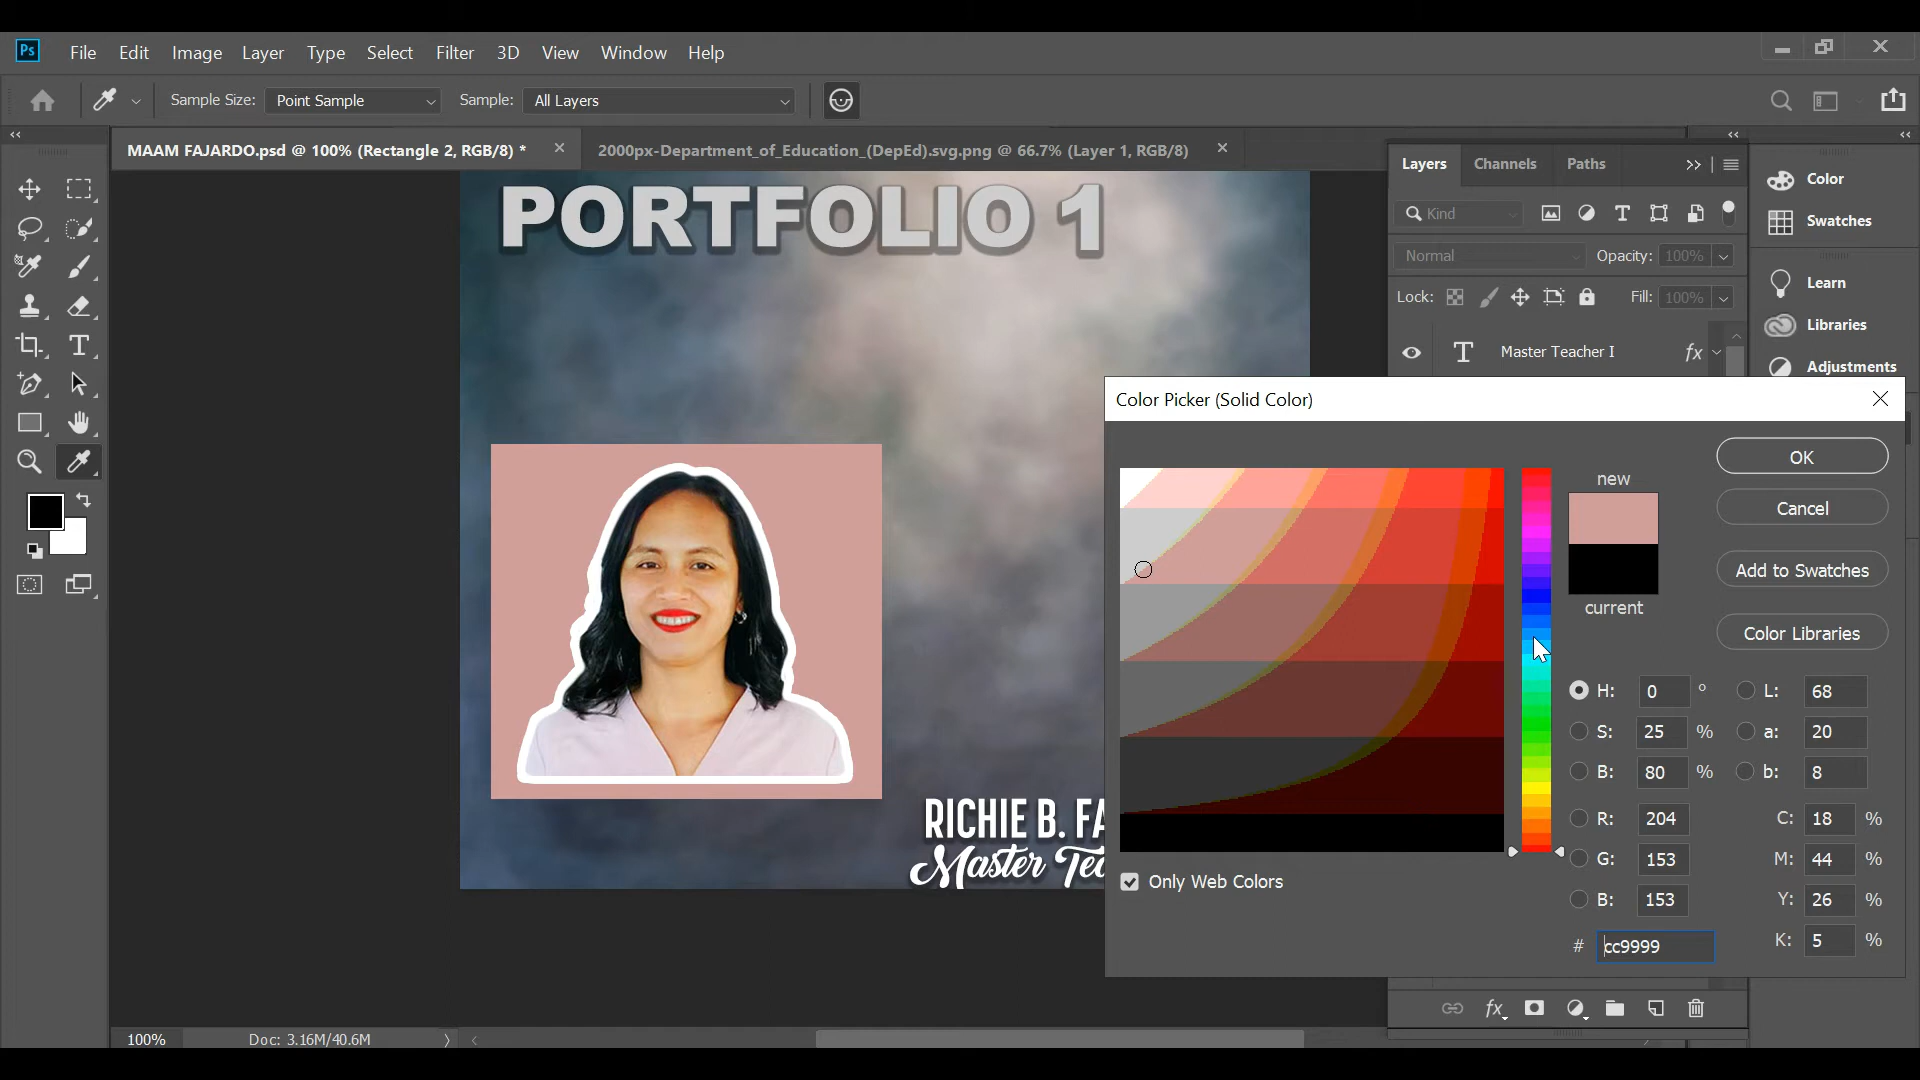 Ps File Edit Image Layer Type Select Filter 3D View Window Help
Sample Size: Point Sample Sample: All Layers
MAAM FAJARDO.psd @ 100% (Rectangle 2, RGB/8) * 2000px-Department_of_Education_(DepEd).svg.png @ 66.7% (Layer 1, RGB/8)
Layers Channels Paths
Kind
Normal Opacity: 100%
Lock: Fill: 100%
T Master Teacher I fx
Color
Swatches
Learn
Libraries
Adjustments
PORTFOLIO 1
RICHIE B. FA
Master Tea
Color Picker (Solid Color)
new
current
OK
Cancel
Add to Swatches
Color Libraries
H: 0 ° L: 68
S: 25 % a: 20
B: 80 % b: 8
R: 204 C: 18 %
G: 153 M: 44 %
B: 153 Y: 26 %
# cc9999 K: 5 %
Only Web Colors
fx
100% Doc: 3.16M/40.6M